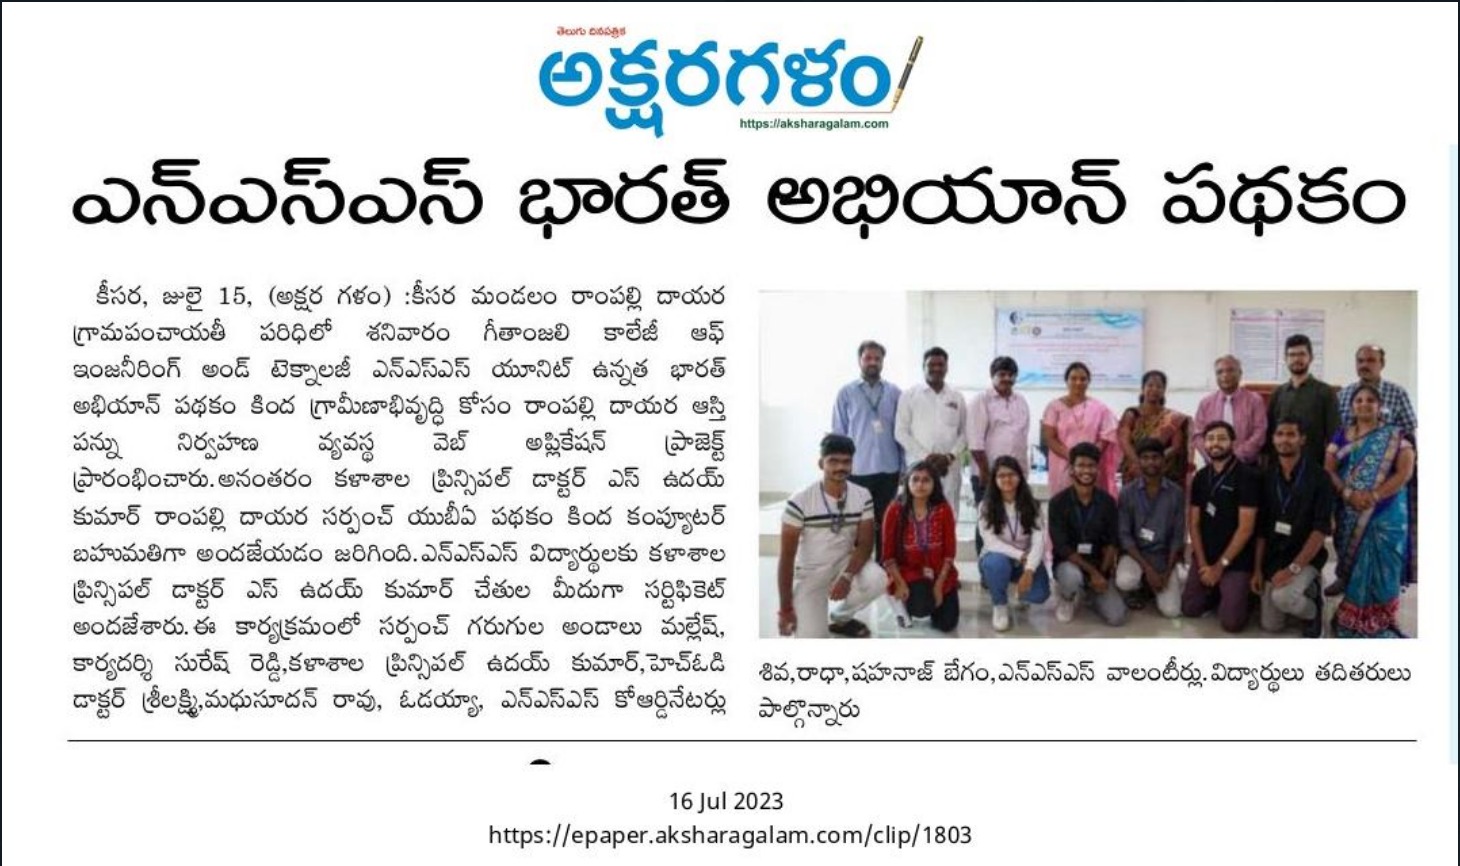 తెలుగు దినపత్రిక
అక్షరగళం
https://aksharagalam.com
ఎన్ఎస్ఎస్ భారత్ అభియాన్ పథకం
కీసర, జులై 15, (అక్షర గళం) :కీసర మండలం రాంపల్లి దాయర
గ్రామపంచాయతీ పరిధిలో శనివారం గీతాంజలి కాలేజీ ఆఫ్
ఇంజనీరింగ్ అండ్ టెక్నాలజీ ఎన్ఎస్ఎస్ యూనిట్ ఉన్నత భారత్
అభియాన్ పథకం కింద గ్రామీణాభివృద్ధి కోసం రాంపల్లి దాయర ఆస్తి
పన్ను నిర్వహణ వ్యవస్థ వెబ్ అప్లికేషన్ ప్రాజెక్ట్
ప్రారంభించారు.అనంతరం కళాశాల ప్రిన్సిపల్ డాక్టర్ ఎస్ ఉదయ్
కుమార్ రాంపల్లి దాయర సర్పంచ్ యుబీఏ పథకం కింద కంప్యూటర్
బహుమతిగా అందజేయడం జరిగింది.ఎన్ఎస్ఎస్ విద్యార్థులకు కళాశాల
ప్రిన్సిపల్ డాక్టర్ ఎస్ ఉదయ్ కుమార్ చేతుల మీదుగా సర్టిఫికెట్
అందజేశారు.ఈ కార్యక్రమంలో సర్పంచ్ గరుగుల అండాలు మల్లేష్,
కార్యదర్శి సురేష్ రెడ్డి,కళాశాల ప్రిన్సిపల్ ఉదయ్ కుమార్,హెచ్ఓడి
డాక్టర్ శ్రీలక్ష్మి,మధుసూదన్ రావు, ఓడయ్యా, ఎన్ఎస్ఎస్ కోఆర్డినేటర్లు
శివ,రాధా,షహనాజ్ బేగం,ఎన్ఎస్ఎస్ వాలంటీర్లు.విద్యార్థులు తదితరులు
పాల్గొన్నారు
16 Jul 2023
https://epaper.aksharagalam.com/clip/1803